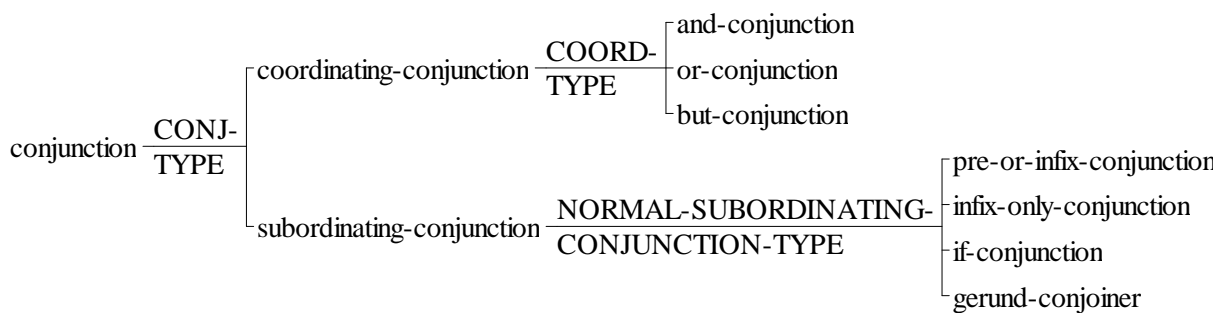 and-conjunction
COORD-
coordinating-conjunction
TYPE
or-conjunction
but-conjunction
CONJ-
conjunction
TYPE
pre-or-infix-conjunction
NORMAL-SUBORDINATING-
infix-only-conjunction
subordinating-conjunction
CONJUNCTION-TYPE
if-conjunction
gerund-conjoiner